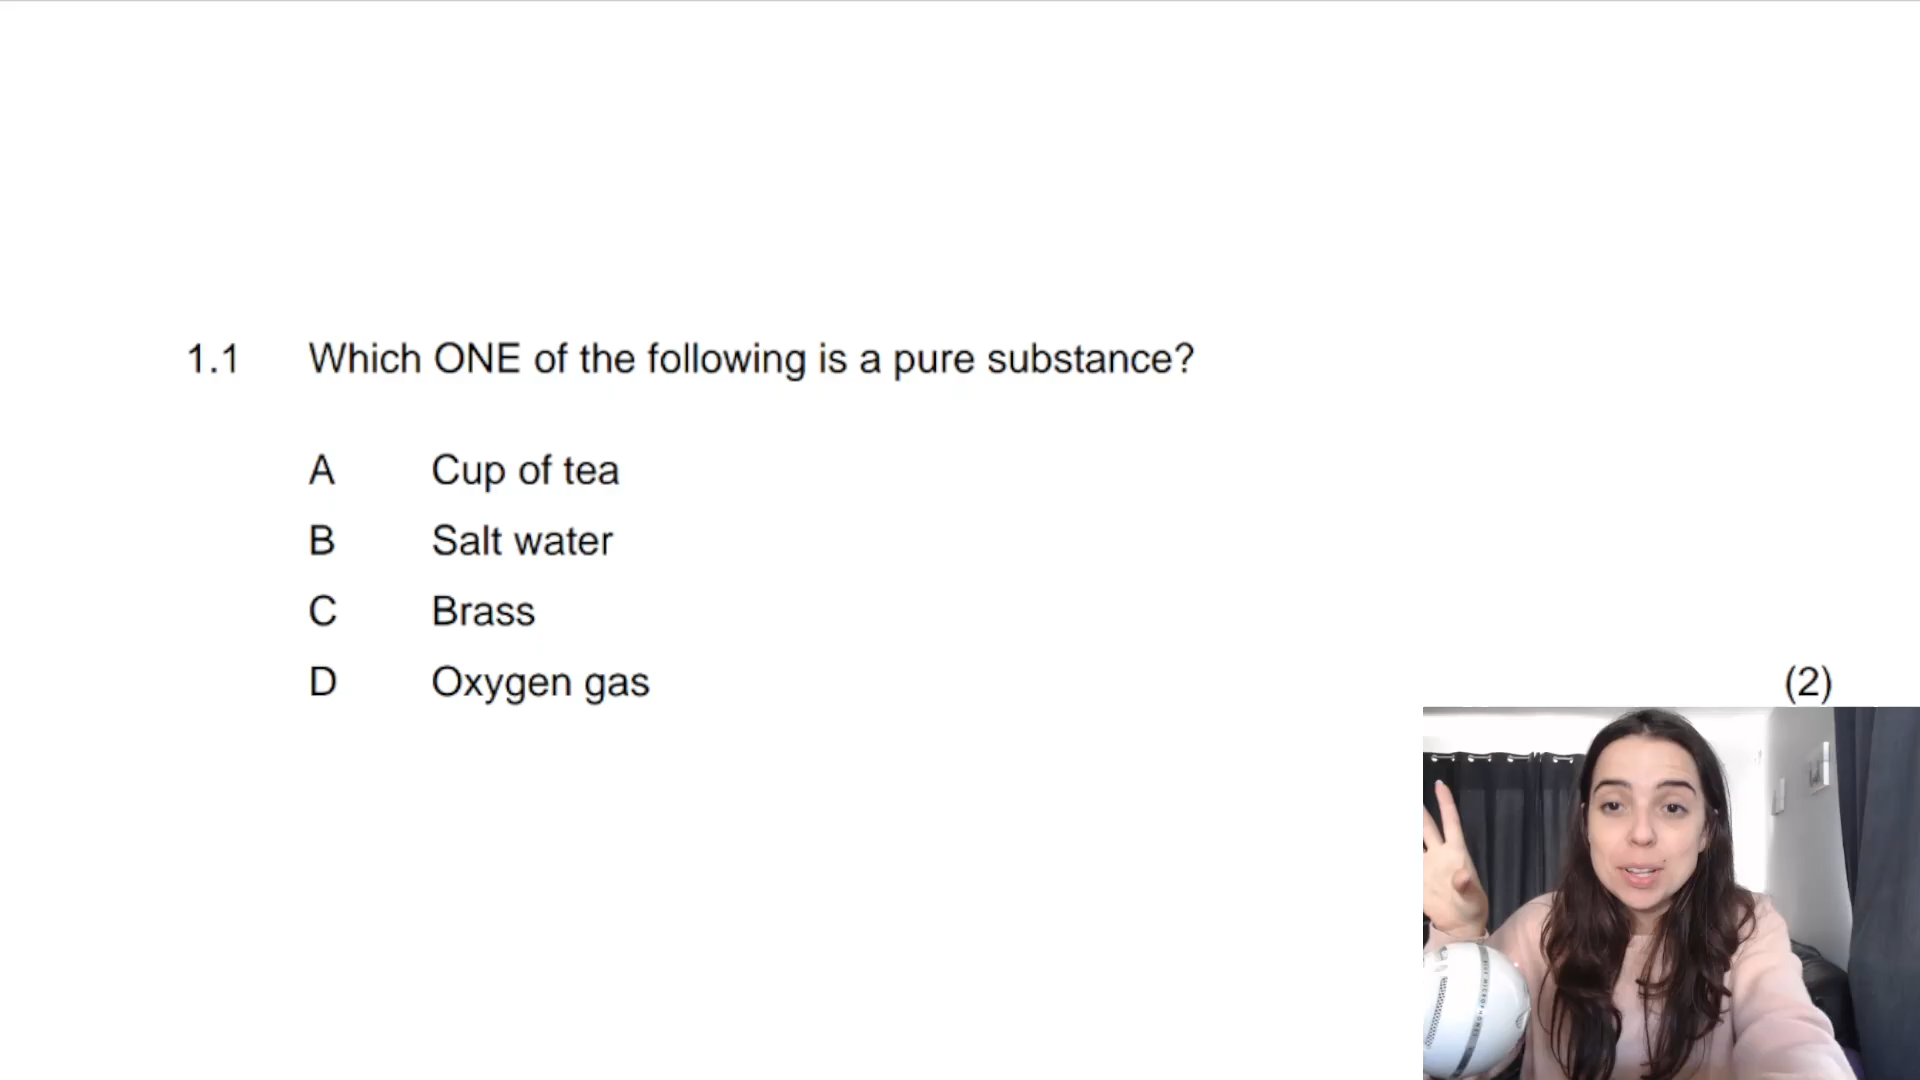 1.1 Which ONE of the following is a pure substance?
A Cup of tea
B Salt water
C Brass
D Oxygen gas
(2)